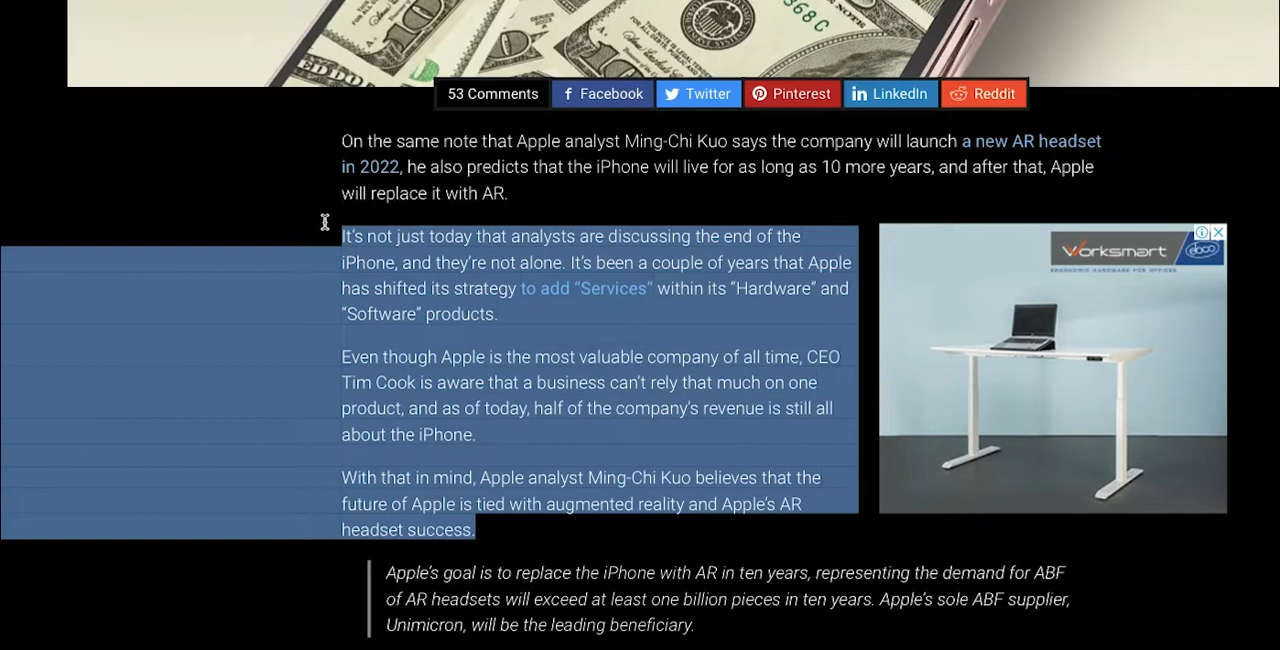 100
NOTE
53 Comments
Facebook
Twitter
Pinterest
LinkedIn
Reddit
On the same note that Apple analyst Ming-Chi Kuo says the company will launch a new AR headset
in 2022, he also predicts that the iPhone will live for as long as 10 more years, and after that, Apple
will replace it with AR.
It’s not just today that analysts are discussing the end of the
iPhone, and they’re not alone. It’s been a couple of years that Apple
has shifted its strategy to add “Services” within its “Hardware” and
“Software” products.
Even though Apple is the most valuable company of all time, CEO
Tim Cook is aware that a business can’t rely that much on one
product, and as of today, half of the company’s revenue is still all
about the iPhone.
With that in mind, Apple analyst Ming-Chi Kuo believes that the
future of Apple is tied with augmented reality and Apple’s AR
headset success.
Worksmart
ebco
ERGONOMIC HARDWARE FOR OFFICES
Apple’s goal is to replace the iPhone with AR in ten years, representing the demand for ABF
of AR headsets will exceed at least one billion pieces in ten years. Apple’s sole ABF supplier,
Unimicron, will be the leading beneficiary.